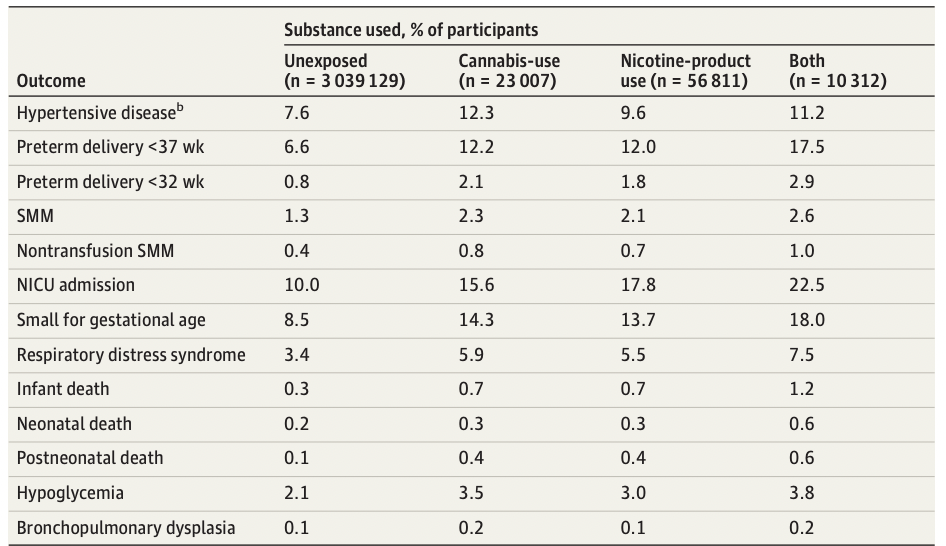 Substance used, % of participants
Outcome Unexposed (n = 3 039 129) Cannabis-use (n = 23 007) Nicotine-product use (n = 56 811) Both (n = 10 312)
Hypertensive diseaseᵇ 7.6 12.3 9.6 11.2
Preterm delivery <37 wk 6.6 12.2 12.0 17.5
Preterm delivery <32 wk 0.8 2.1 1.8 2.9
SMM 1.3 2.3 2.1 2.6
Nontransfusion SMM 0.4 0.8 0.7 1.0
NICU admission 10.0 15.6 17.8 22.5
Small for gestational age 8.5 14.3 13.7 18.0
Respiratory distress syndrome 3.4 5.9 5.5 7.5
Infant death 0.3 0.7 0.7 1.2
Neonatal death 0.2 0.3 0.3 0.6
Postneonatal death 0.1 0.4 0.4 0.6
Hypoglycemia 2.1 3.5 3.0 3.8
Bronchopulmonary dysplasia 0.1 0.2 0.1 0.2